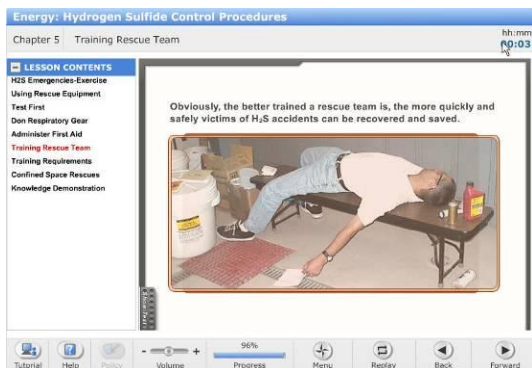 Energy: Hydrogen Sulfide Control Procedures
Chapter 5 Training Rescue Team
hh:mm
00:03
LESSON CONTENTS
H2S Emergencies-Exercise
Using Rescue Equipment
Test First
Don Respiratory Gear
Administer First Aid
Training Rescue Team
Training Requirements
Confined Space Rescues
Knowledge Demonstration
Obviously, the better trained a rescue team is, the more quickly and
safely victims of H₂S accidents can be recovered and saved.
96%
Tutorial Help Policy - Volume + Progress Menu Replay Back Forward